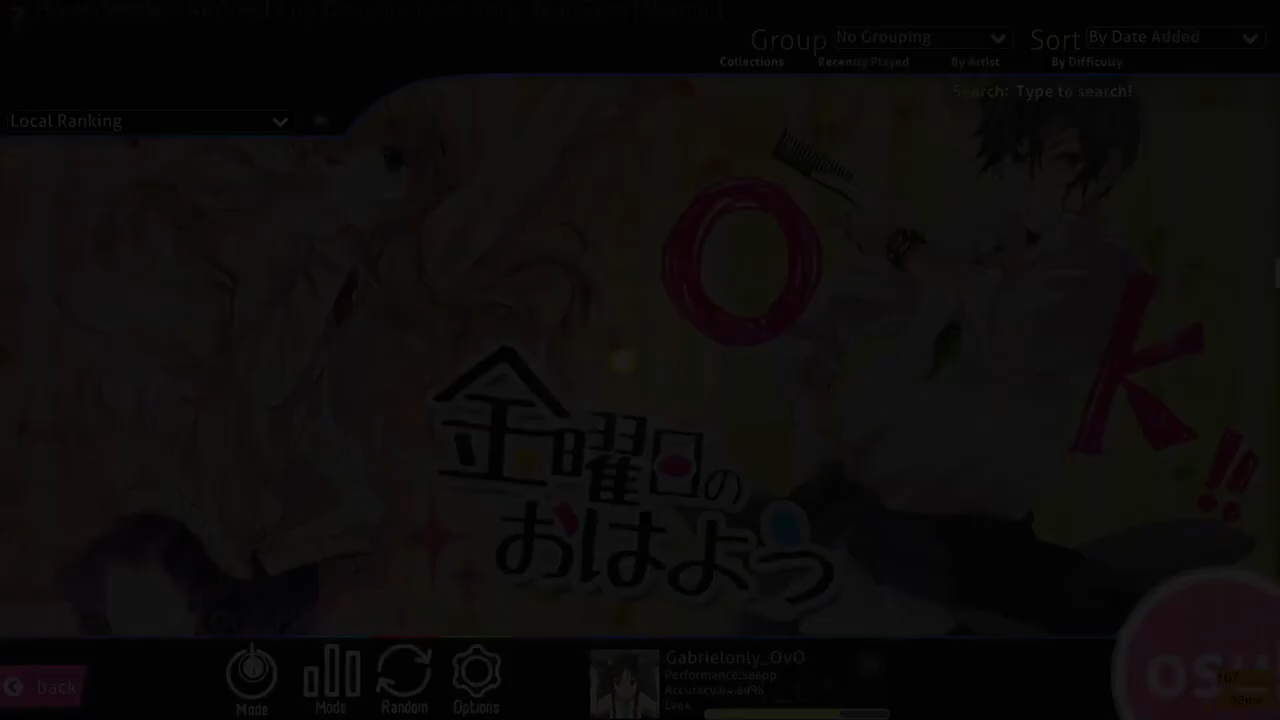 Group No Grouping
Sort By Date Added
Collections Recently Played By Artist By Difficulty
Search: Type to search!
Local Ranking
O
K!!
金曜日の
おはよう
back
Mode Mods Random Options
Gabrielonly_OvO
osu